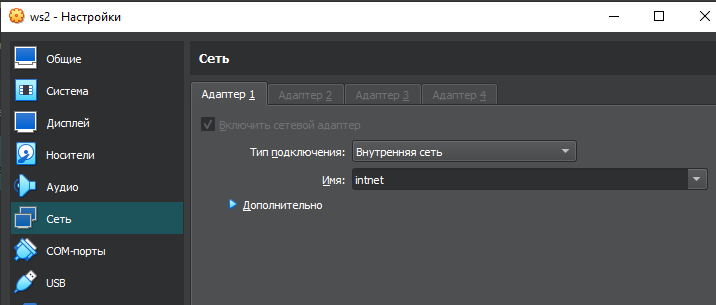 ws2 - Настройки
Общие
Система
Дисплей
Носители
Аудио
Сеть
COM-порты
USB
Сеть
Адаптер 1
Адаптер 2
Адаптер 3
Адаптер 4
Включить сетевой адаптер
Тип подключения: Внутренняя сеть
Имя: intnet
Дополнительно